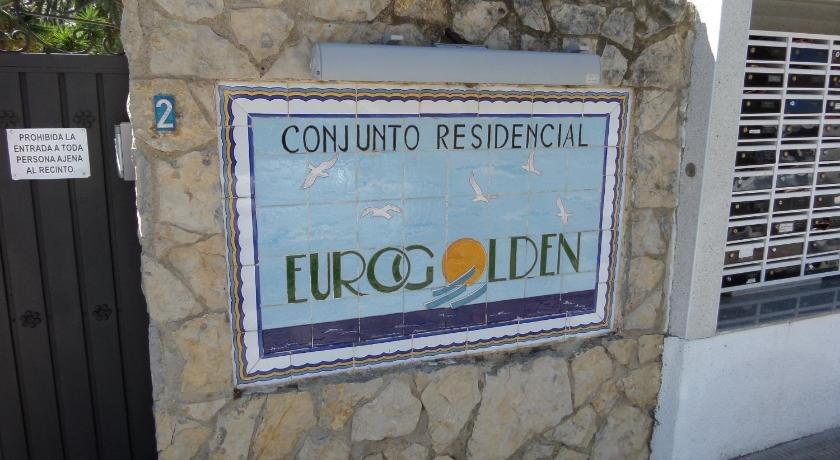 PROHIBIDA LA
ENTRADA A TODA
PERSONA AJENA
AL RECINTO.
2
CONJUNTO RESIDENCIAL
EUROGOLDEN